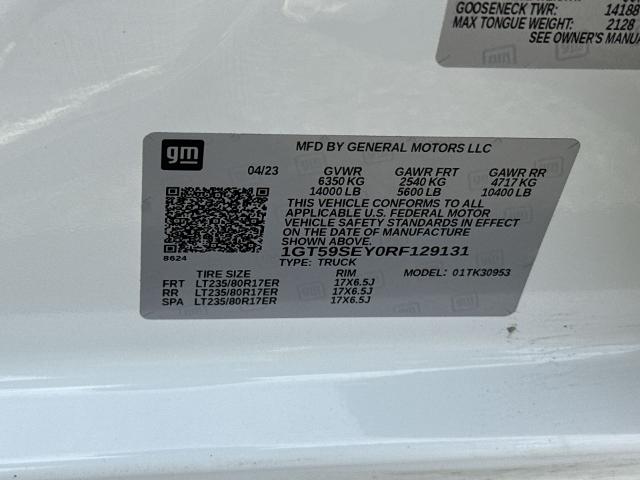 GOOSENECK TWR: 14188
MAX TONGUE WEIGHT: 2128
SEE OWNER'S MANUA
gm
MFD BY GENERAL MOTORS LLC
04/23 GVWR GAWR FRT GAWR RR
6350 KG 2540 KG 4717 KG
14000 LB 5600 LB 10400 LB
THIS VEHICLE CONFORMS TO ALL
APPLICABLE U.S. FEDERAL MOTOR
VEHICLE SAFETY STANDARDS IN EFFECT
ON THE DATE OF MANUFACTURE
SHOWN ABOVE.
1GT59SEY0RF129131
8624
TYPE: TRUCK MODEL: 01TK30953
TIRE SIZE RIM
FRT LT235/80R17ER 17X6.5J
RR LT235/80R17ER 17X6.5J
SPA LT235/80R17ER 17X6.5J